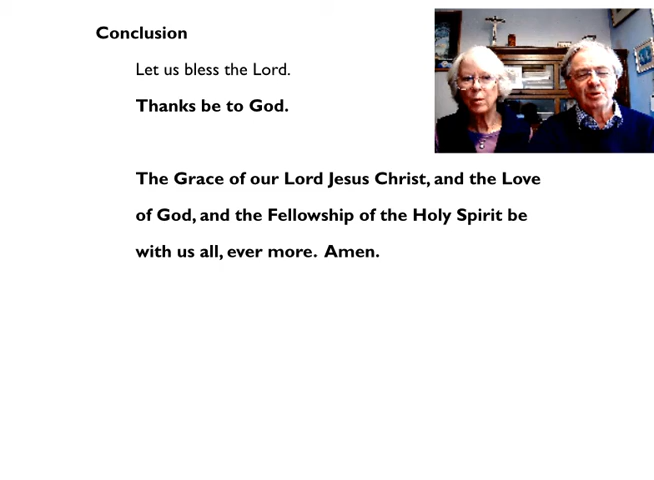 Conclusion
Let us bless the Lord.
Thanks be to God.
The Grace of our Lord Jesus Christ, and the Love
of God, and the Fellowship of the Holy Spirit be
with us all, ever more.  Amen.